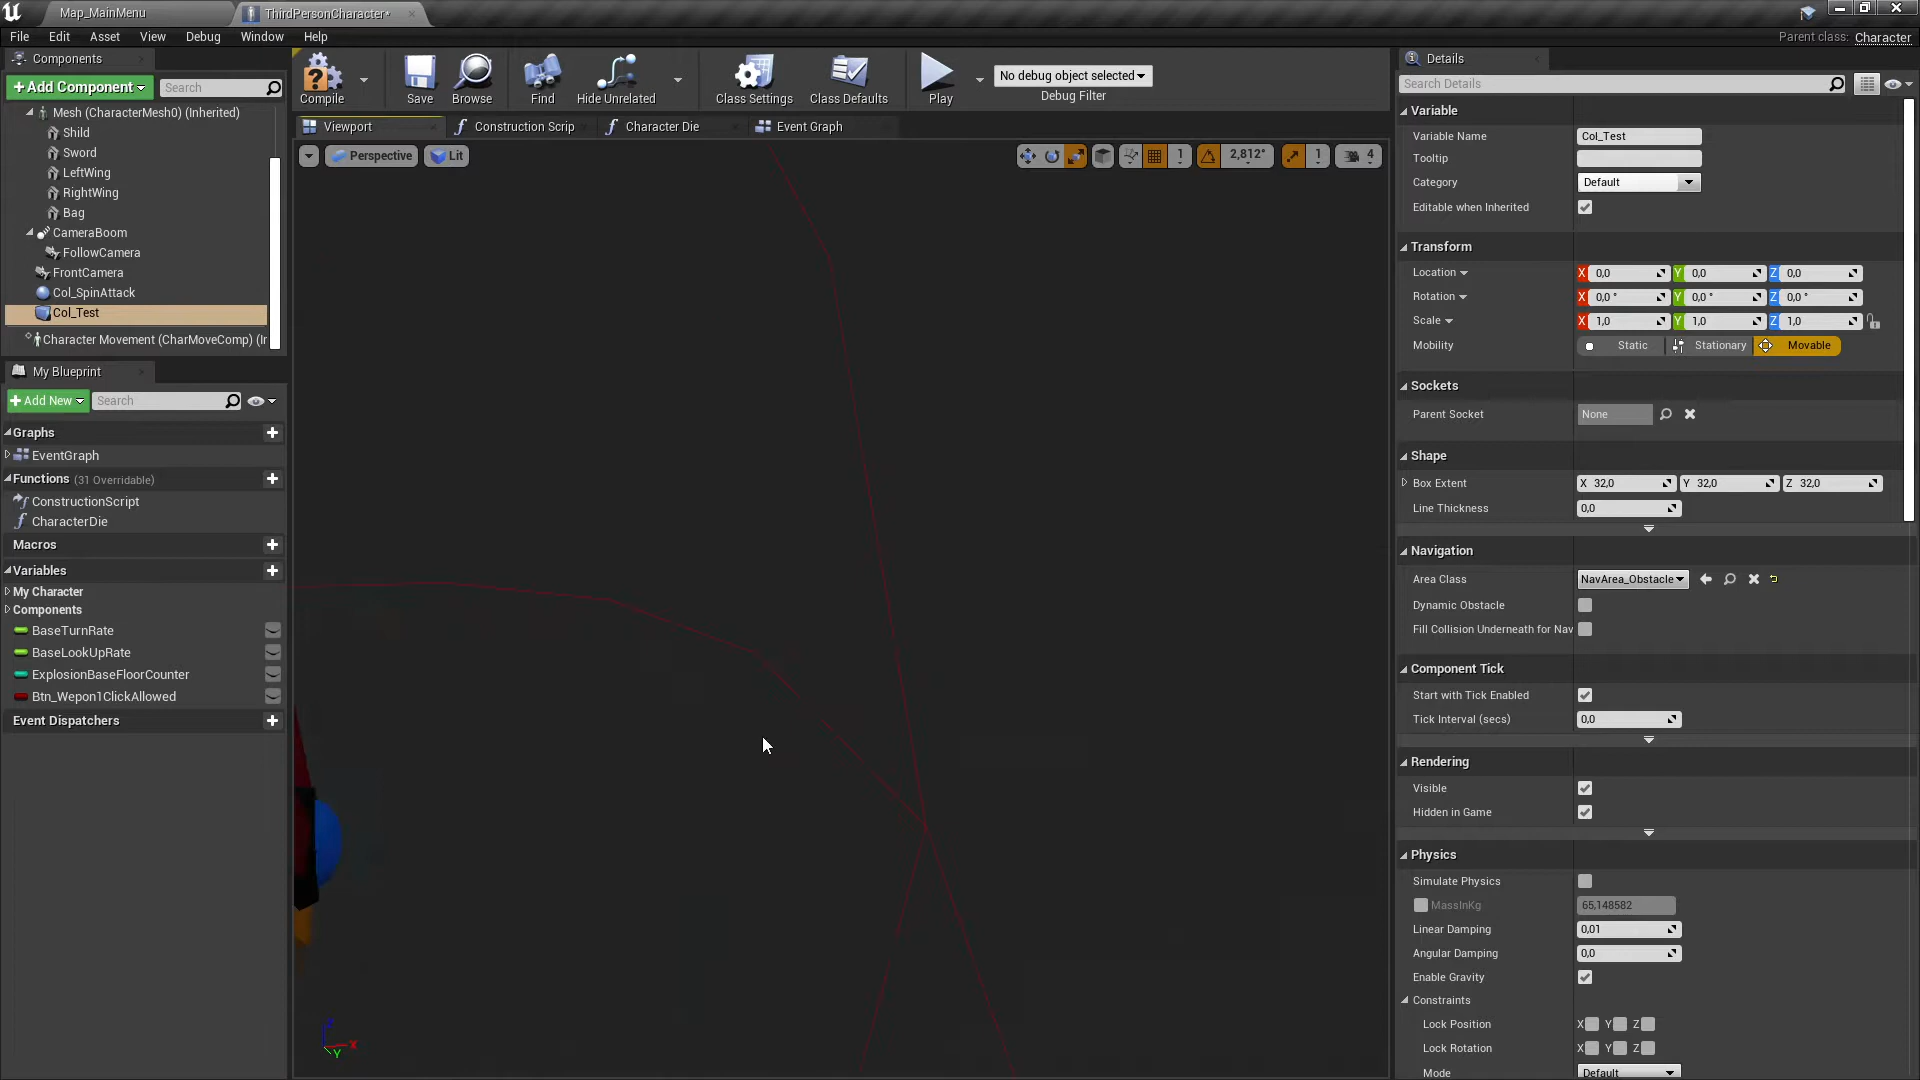 Map_MainMenu
ThirdPersonCharacter*
File Edit Asset View Debug Window Help
Parent class: Character
Components
+Add Component
Search
Mesh (CharacterMesh0) (Inherited)
Shild
Sword
LeftWing
RightWing
Bag
CameraBoom
FollowCamera
FrontCamera
Col_SpinAttack
Col_Test
Character Movement (CharMoveComp) (Ir
My Blueprint
+Add New
Search
Graphs
EventGraph
Functions (31 Overridable)
ConstructionScript
CharacterDie
Macros
Variables
My Character
Components
BaseTurnRate
BaseLookUpRate
ExplosionBaseFloorCounter
Btn_Wepon1ClickAllowed
Event Dispatchers
Compile
Save
Browse
Find
Hide Unrelated
Class Settings
Class Defaults
Play
No debug object selected
Debug Filter
Viewport
Construction Scrip
Character Die
Event Graph
Perspective
Lit
1
2,812°
1
4
Z
X
Y
Details
Search Details
Variable
Variable Name Col_Test
Tooltip
Category Default
Editable when Inherited
Transform
Location X 0,0 Y 0,0 Z 0,0
Rotation X 0,0 ° Y 0,0 ° Z 0,0 °
Scale X 1,0 Y 1,0 Z 1,0
Mobility Static Stationary Movable
Sockets
Parent Socket None
Shape
Box Extent X 32,0 Y 32,0 Z 32,0
Line Thickness 0,0
Navigation
Area Class NavArea_Obstacle
Dynamic Obstacle
Fill Collision Underneath for Nav
Component Tick
Start with Tick Enabled
Tick Interval (secs) 0,0
Rendering
Visible
Hidden in Game
Physics
Simulate Physics
MassInKg 65,148582
Linear Damping 0,01
Angular Damping 0,0
Enable Gravity
Constraints
Lock Position X Y Z
Lock Rotation X Y Z
Mode Default